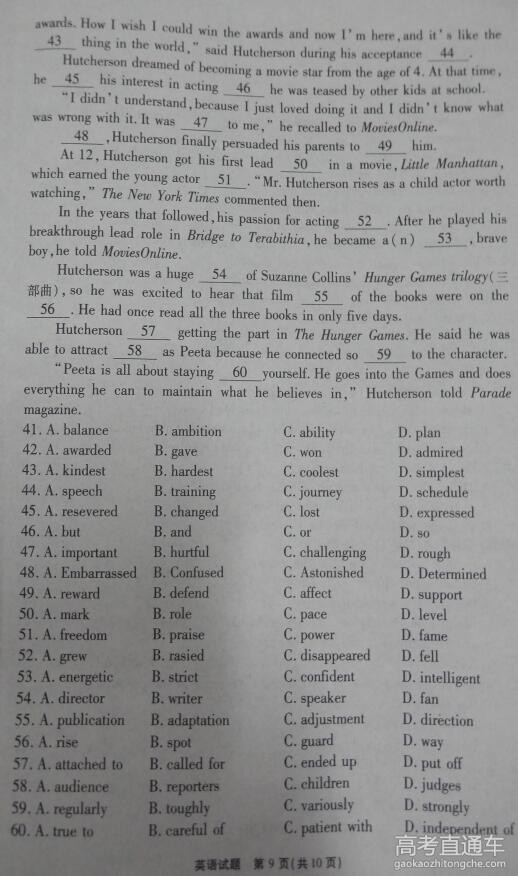 awards. How I wish I could win the awards and now I'm here, and it's like the
43 thing in the world," said Hutcherson during his acceptance 44 .
Hutcherson dreamed of becoming a movie star from the age of 4. At that time,
he 45 his interest in acting 46 he was teased by other kids at school.
"I didn't understand, because I just loved doing it and I didn't know what
was wrong with it. It was 47 to me," he recalled to MoviesOnline.
48 , Hutcherson finally persuaded his parents to 49 him.
At 12, Hutcherson got his first lead 50 in a movie, Little Manhattan,
which earned the young actor 51 . "Mr. Hutcherson rises as a child actor worth
watching," The New York Times commented then.
In the years that followed, his passion for acting 52 . After he played his
breakthrough lead role in Bridge to Terabithia, he became a(n) 53 , brave
boy, he told MoviesOnline.
Hutcherson was a huge 54 of Suzanne Collins' Hunger Games trilogy(三
部曲), so he was excited to hear that film 55 of the books were on the
56 . He had once read all the three books in only five days.
Hutcherson 57 getting the part in The Hunger Games. He said he was
able to attract 58 as Peeta because he connected so 59 to the character.
"Peeta is all about staying 60 yourself. He goes into the Games and does
everything he can to maintain what he believes in," Hutcherson told Parade
magazine.
41. A. balance B. ambition C. ability D. plan
42. A. awarded B. gave C. won D. admired
43. A. kindest B. hardest C. coolest D. simplest
44. A. speech B. training C. journey D. schedule
45. A. resevered B. changed C. lost D. expressed
46. A. but B. and C. or D. so
47. A. important B. hurtful C. challenging D. rough
48. A. Embarrassed B. Confused C. Astonished D. Determined
49. A. reward B. defend C. affect D. support
50. A. mark B. role C. pace D. level
51. A. freedom B. praise C. power D. fame
52. A. grew B. rasied C. disappeared D. fell
53. A. energetic B. strict C. confident D. intelligent
54. A. director B. writer C. speaker D. fan
55. A. publication B. adaptation C. adjustment D. direction
56. A. rise B. spot C. guard D. way
57. A. attached to B. called for C. ended up D. put off
58. A. audience B. reporters C. children D. judges
59. A. regularly B. toughly C. variously D. strongly
60. A. true to B. careful of C. patient with D. independent of
英语试题 第9页(共10页)
高考直通车
gaokaozhitongche.com